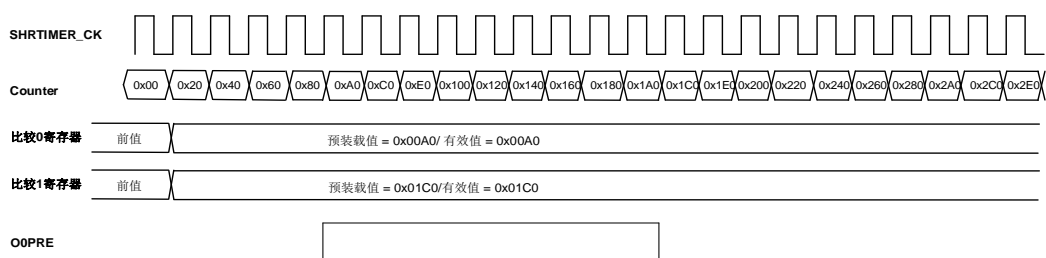 SHRTIMER_CK
Counter 0x00 0x20 0x40 0x60 0x80 0xA0 0xC0 0xE0 0x100 0x120 0x140 0x160 0x180 0x1A0 0x1C0 0x1E0 0x200 0x220 0x240 0x260 0x280 0x2A0 0x2C0 0x2E0
比较0寄存器 前值 预装载值 = 0x00A0/ 有效值 = 0x00A0
比较1寄存器 前值 预装载值 = 0x01C0/有效值 = 0x01C0
O0PRE